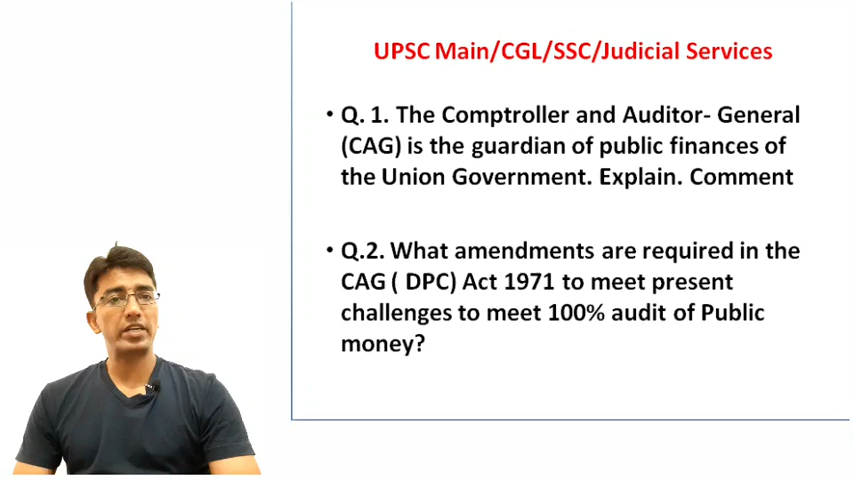 UPSC Main/CGL/SSC/Judicial Services
• Q. 1. The Comptroller and Auditor- General
(CAG) is the guardian of public finances of
the Union Government. Explain. Comment
• Q.2. What amendments are required in the
CAG ( DPC) Act 1971 to meet present
challenges to meet 100% audit of Public
money?